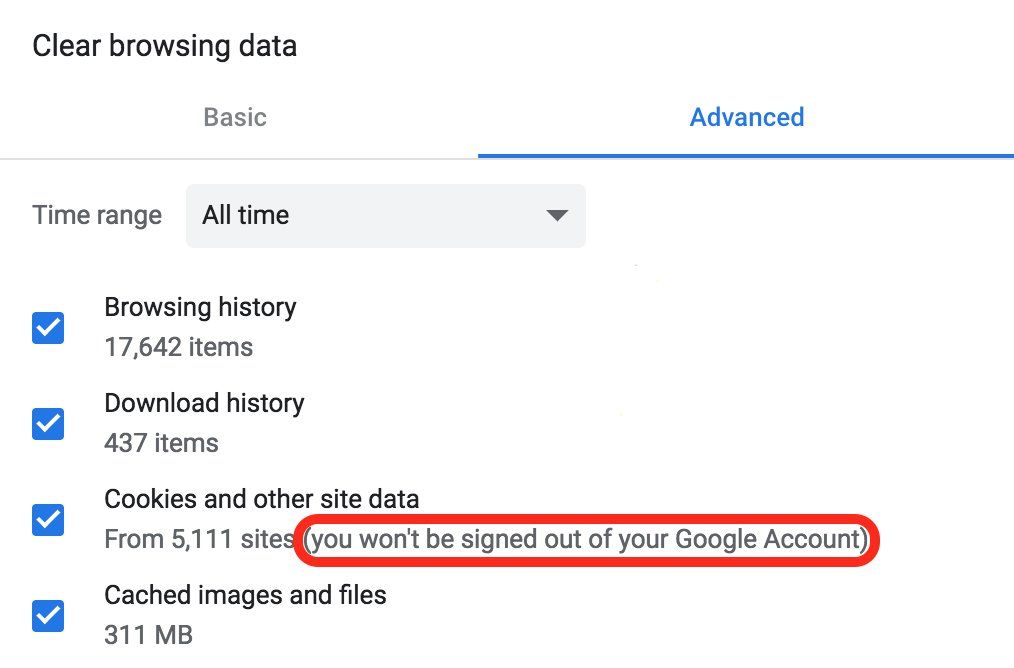 Clear browsing data
Basic Advanced
Time range All time
Browsing history
17,642 items
Download history
437 items
Cookies and other site data
From 5,111 sites (you won't be signed out of your Google Account)
Cached images and files
311 MB